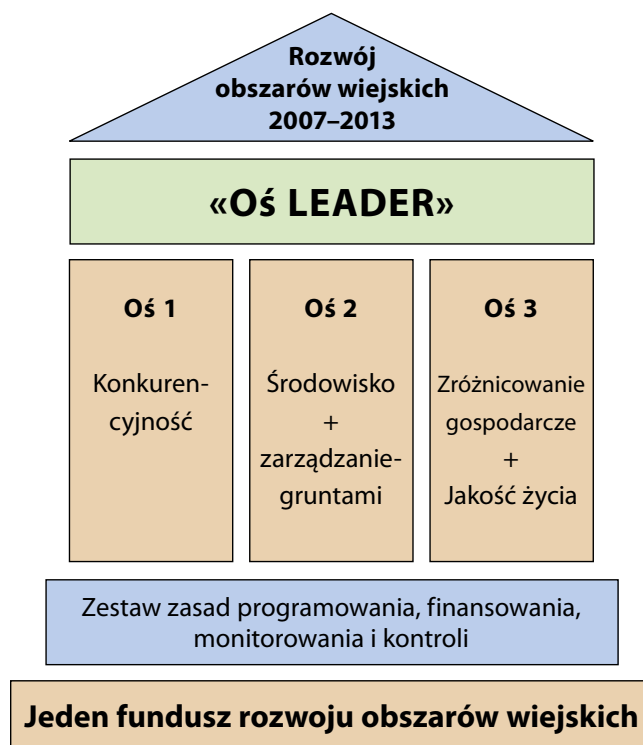 Rozwój
obszarów wiejskich
2007–2013
«Oś LEADER»
Oś 1
Konkuren-
cyjność
Oś 2
Środowisko
+
zarządzanie-
gruntami
Oś 3
Zróżnicowanie
gospodarcze
+
Jakość życia
Zestaw zasad programowania, finansowania,
monitorowania i kontroli
Jeden fundusz rozwoju obszarów wiejskich